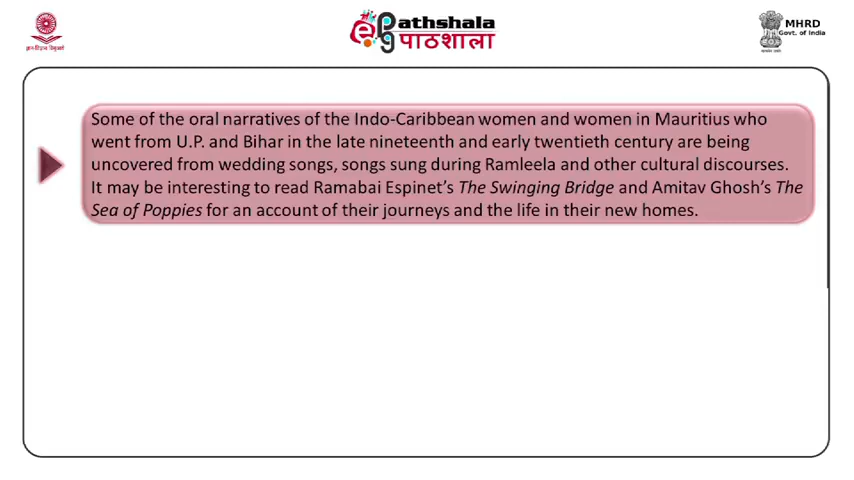 ePG Pathshala
पाठशाला
MHRD
Govt. of India
Some of the oral narratives of the Indo-Caribbean women and women in Mauritius who
went from U.P. and Bihar in the late nineteenth and early twentieth century are being
uncovered from wedding songs, songs sung during Ramleela and other cultural discourses.
It may be interesting to read Ramabai Espinet’s The Swinging Bridge and Amitav Ghosh’s The
Sea of Poppies for an account of their journeys and the life in their new homes.